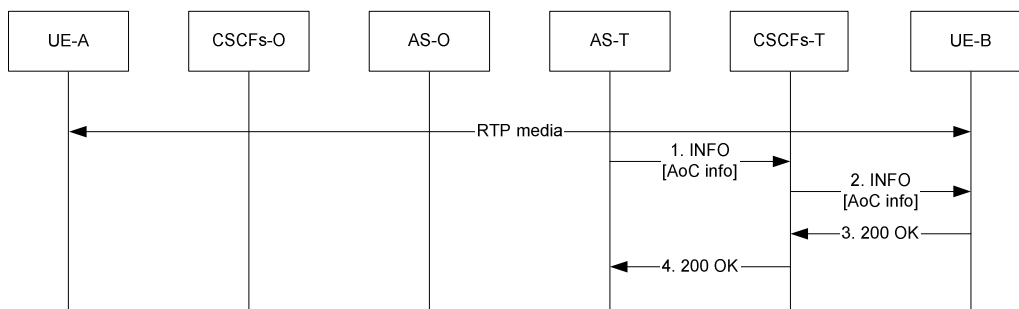 UE-A
CSCFs-O
AS-O
AS-T
CSCFs-T
UE-B
RTP media
1. INFO
[AoC info]
2. INFO
[AoC info]
3. 200 OK
4. 200 OK